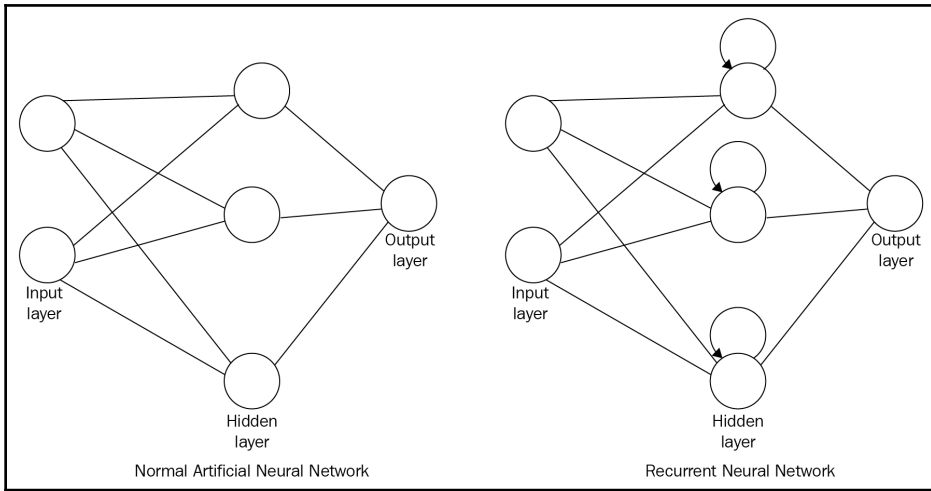 Input
layer
Hidden
layer
Output
layer
Normal Artificial Neural Network
Input
layer
Hidden
layer
Output
layer
Recurrent Neural Network